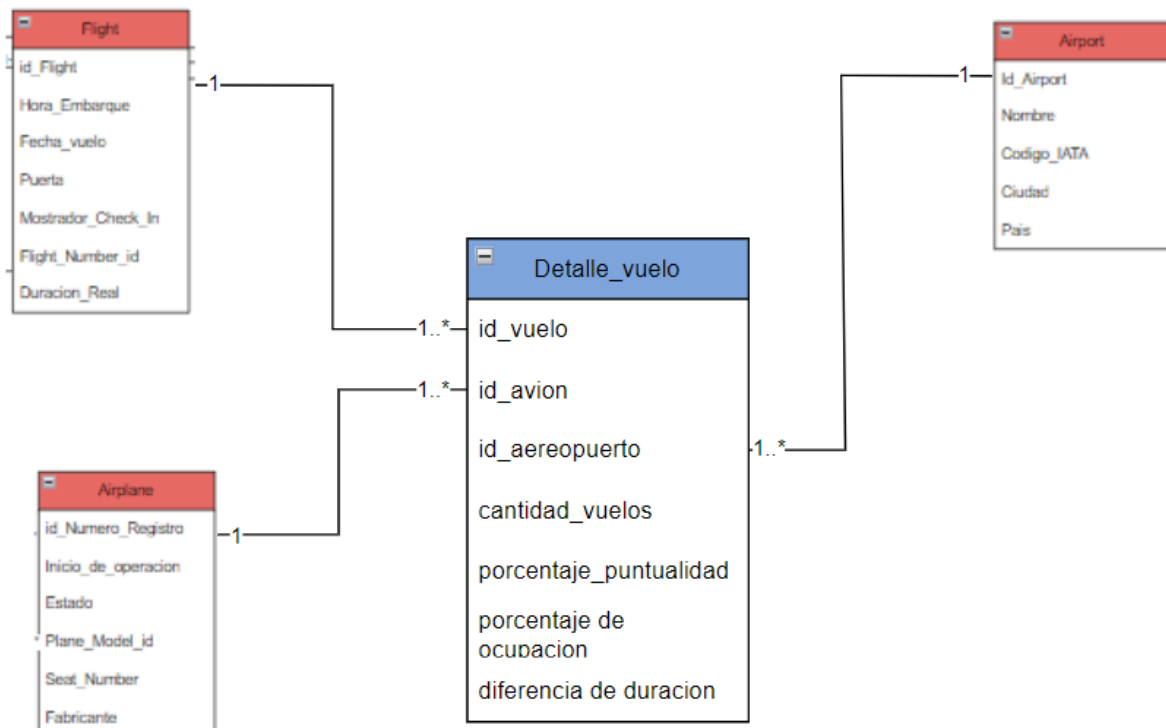 Flight
id_Flight
Hora_Embarque
Fecha_vuelo
Puerta
Mostrador_Check_In
Flight_Number_id
Duracion_Real
1
1..*
Airport
Id_Airport
Nombre
Codigo_IATA
Ciudad
Pais
1
1..*
Detalle_vuelo
id_vuelo
id_avion
id_aereopuerto
cantidad_vuelos
porcentaje_puntualidad
porcentaje de
ocupacion
diferencia de duracion
Airplane
id_Numero_Registro
Inicio_de_operacion
Estado
* Plane_Model_id
Seat_Number
Fabricante
1
1..*